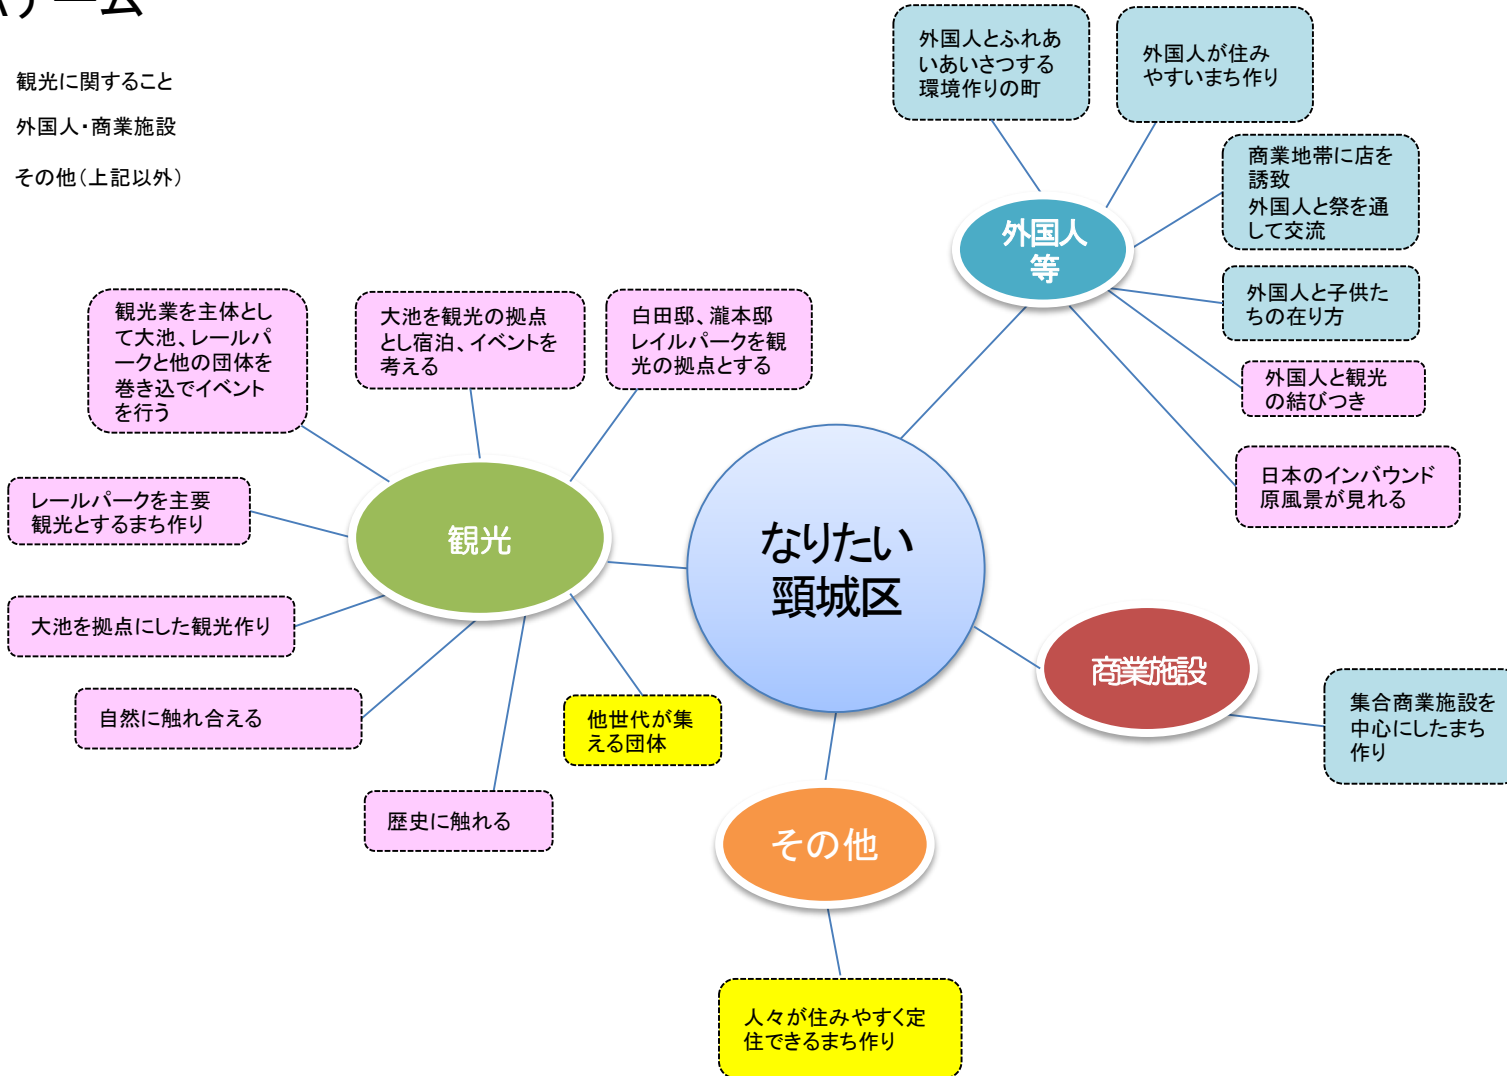 チーム
観光に関すること
外国人・商業施設
その他(上記以外)
外国人とふれあ
いあいさつする
環境作りの町
外国人が住み
やすいまち作り
商業地帯に店を
誘致
外国人と祭を通
して交流
外国人
等
外国人と子供た
ちの在り方
外国人と観光
の結びつき
日本のインバウンド
原風景が見れる
観光業を主体とし
て大池、レールパ
ークと他の団体を
巻き込でイベント
を行う
大池を観光の拠点
とし宿泊、イベントを
考える
白田邸、瀧本邸
レイルパークを観
光の拠点とする
レールパークを主要
観光とするまち作り
観光
なりたい
頸城区
大池を拠点にした観光作り
自然に触れ合える
他世代が集
える団体
歴史に触れる
商業施設
集合商業施設を
中心にしたまち
作り
その他
人々が住みやすく定
住できるまち作り